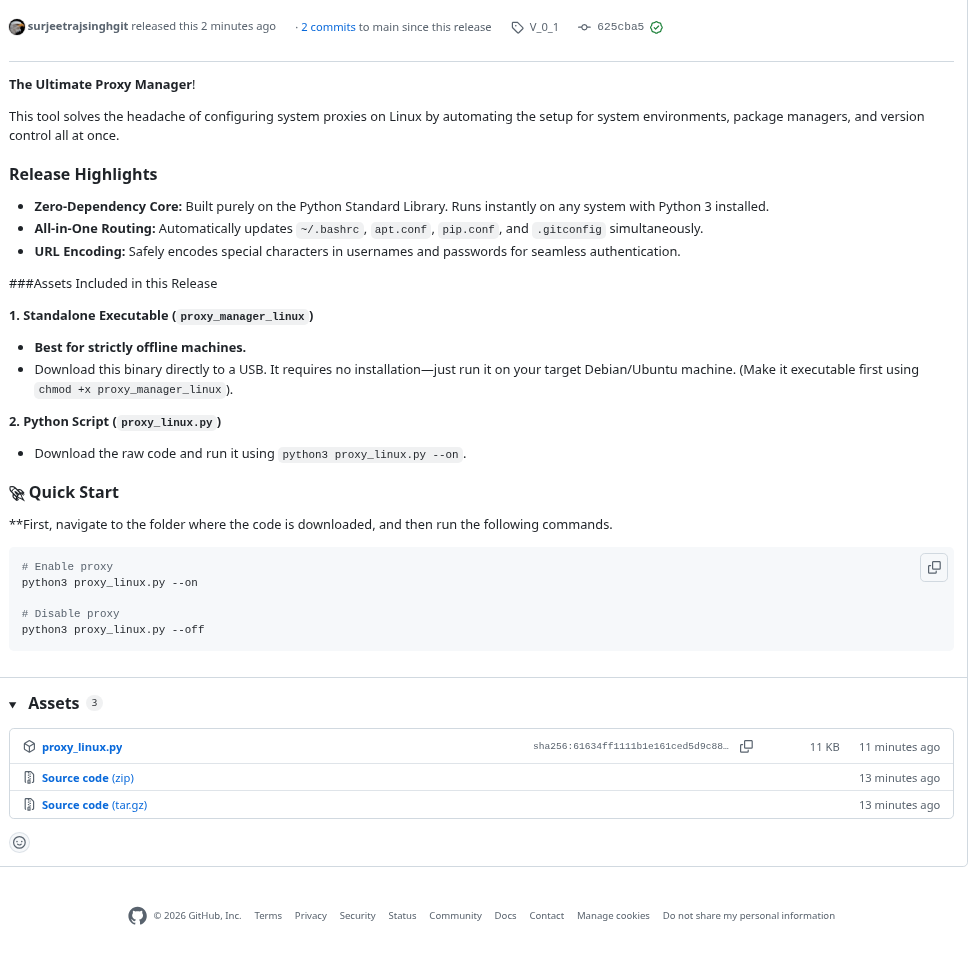 surjeetrajsinghgit released this 2 minutes ago · 2 commits to main since this release V_0_1 625cba5
The Ultimate Proxy Manager!
This tool solves the headache of configuring system proxies on Linux by automating the setup for system environments, package managers, and version
control all at once.
Release Highlights
• Zero-Dependency Core: Built purely on the Python Standard Library. Runs instantly on any system with Python 3 installed.
• All-in-One Routing: Automatically updates ~/.bashrc, apt.conf, pip.conf, and .gitconfig simultaneously.
• URL Encoding: Safely encodes special characters in usernames and passwords for seamless authentication.
###Assets Included in this Release
1. Standalone Executable (proxy_manager_linux)
• Best for strictly offline machines.
• Download this binary directly to a USB. It requires no installation—just run it on your target Debian/Ubuntu machine. (Make it executable first using
chmod +x proxy_manager_linux).
2. Python Script (proxy_linux.py)
• Download the raw code and run it using python3 proxy_linux.py --on.
🚀 Quick Start
**First, navigate to the folder where the code is downloaded, and then run the following commands.
# Enable proxy
python3 proxy_linux.py --on
# Disable proxy
python3 proxy_linux.py --off
Assets 3
proxy_linux.py sha256:61634ff1111b1e161ced5d9c88… 11 KB 11 minutes ago
Source code (zip) 13 minutes ago
Source code (tar.gz) 13 minutes ago
© 2026 GitHub, Inc. Terms Privacy Security Status Community Docs Contact Manage cookies Do not share my personal information